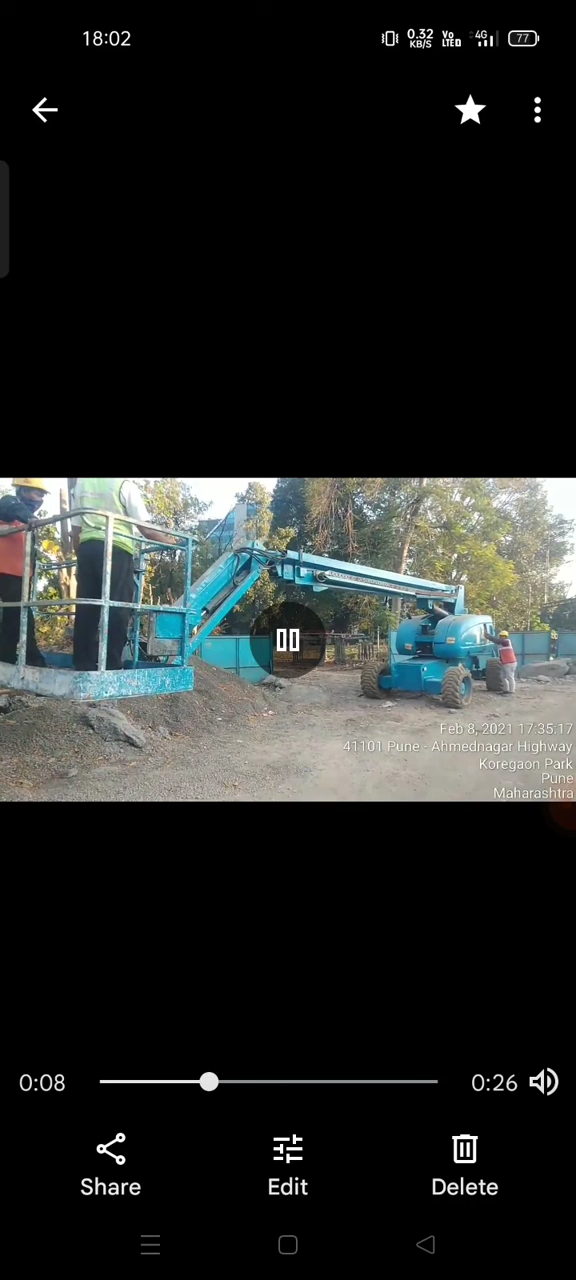 18:02
0.32 KB/S
Vo LTED
4G
77
Feb 8, 2021 17:35:17
41101 Pune - Ahmednagar Highway
Koregaon Park
Pune
Maharashtra
0:08
0:26
Share
Edit
Delete